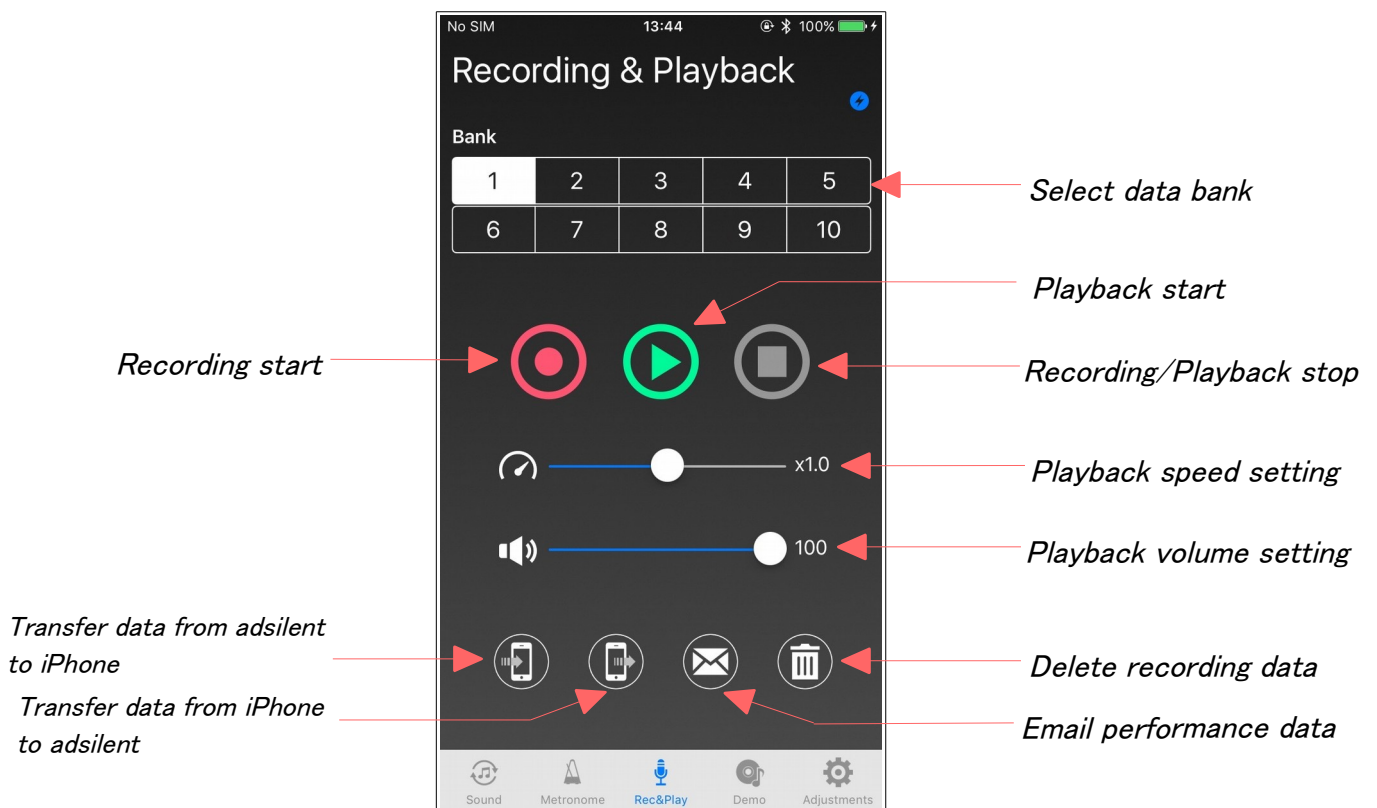 No SIM 13:44 100%
Recording & Playback
Bank
1 2 3 4 5
6 7 8 9 10
Select data bank
Playback start
Recording start
Recording/Playback stop
x1.0
Playback speed setting
100
Playback volume setting
Transfer data from adsilent
to iPhone
Transfer data from iPhone
to adsilent
Delete recording data
Email performance data
Sound Metronome Rec&Play Demo Adjustments